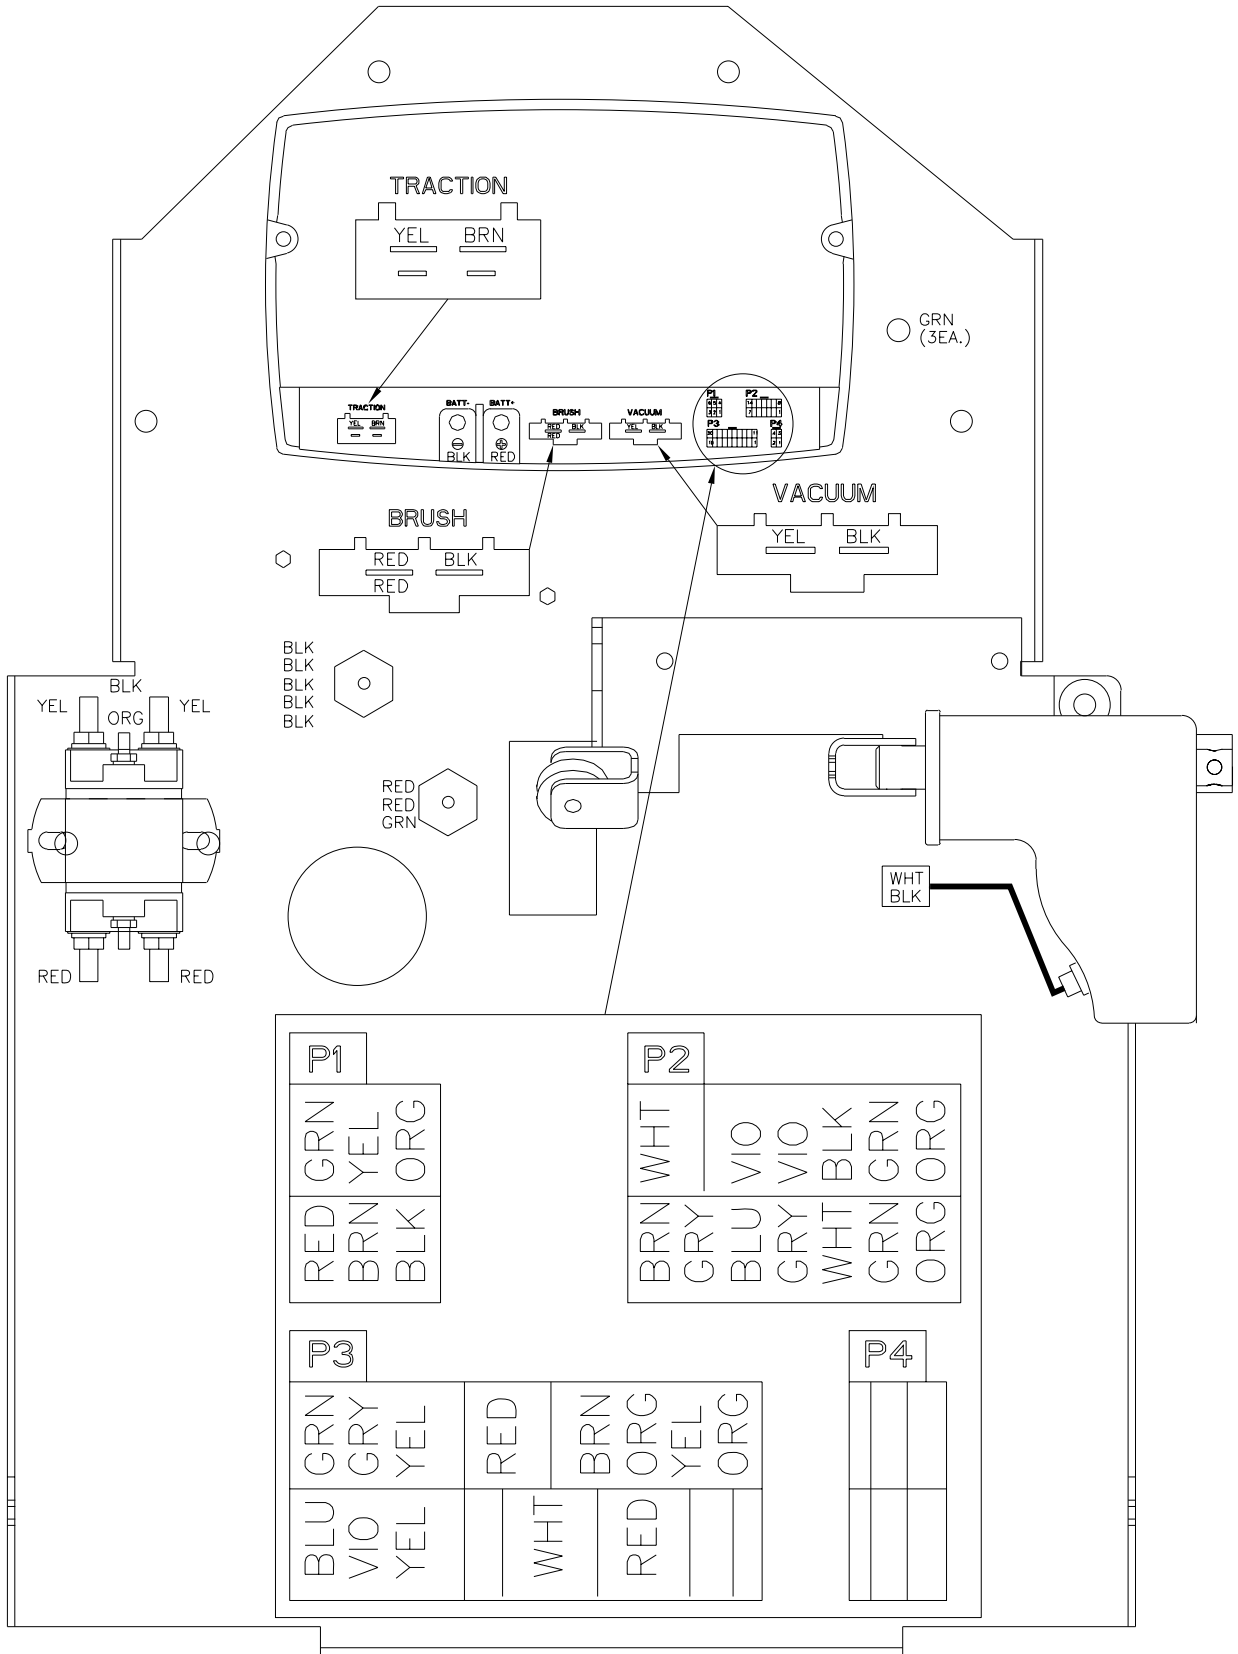 TRACTION
YEL BRN
GRN
(3EA.)
TRACTION
YEL BRN
BATT- BATT+
BLK RED
BRUSH
RED BLK
RED
VACUUM
YEL BLK
P1 P2
P3 P4
BRUSH
RED BLK
RED
VACUUM
YEL BLK
BLK
BLK
BLK
BLK
BLK
BLK
YEL ORG YEL
RED
RED
GRN
RED RED
WHT
BLK
P1
GRN YEL ORG
RED BRN BLK
P2
WHT VIO VIO BLK GRN ORG
BRN GRY BLU GRY WHT GRN ORG
P3
GRN GRY YEL RED BRN ORG YEL ORG
BLU VIO YEL WHT RED
P4